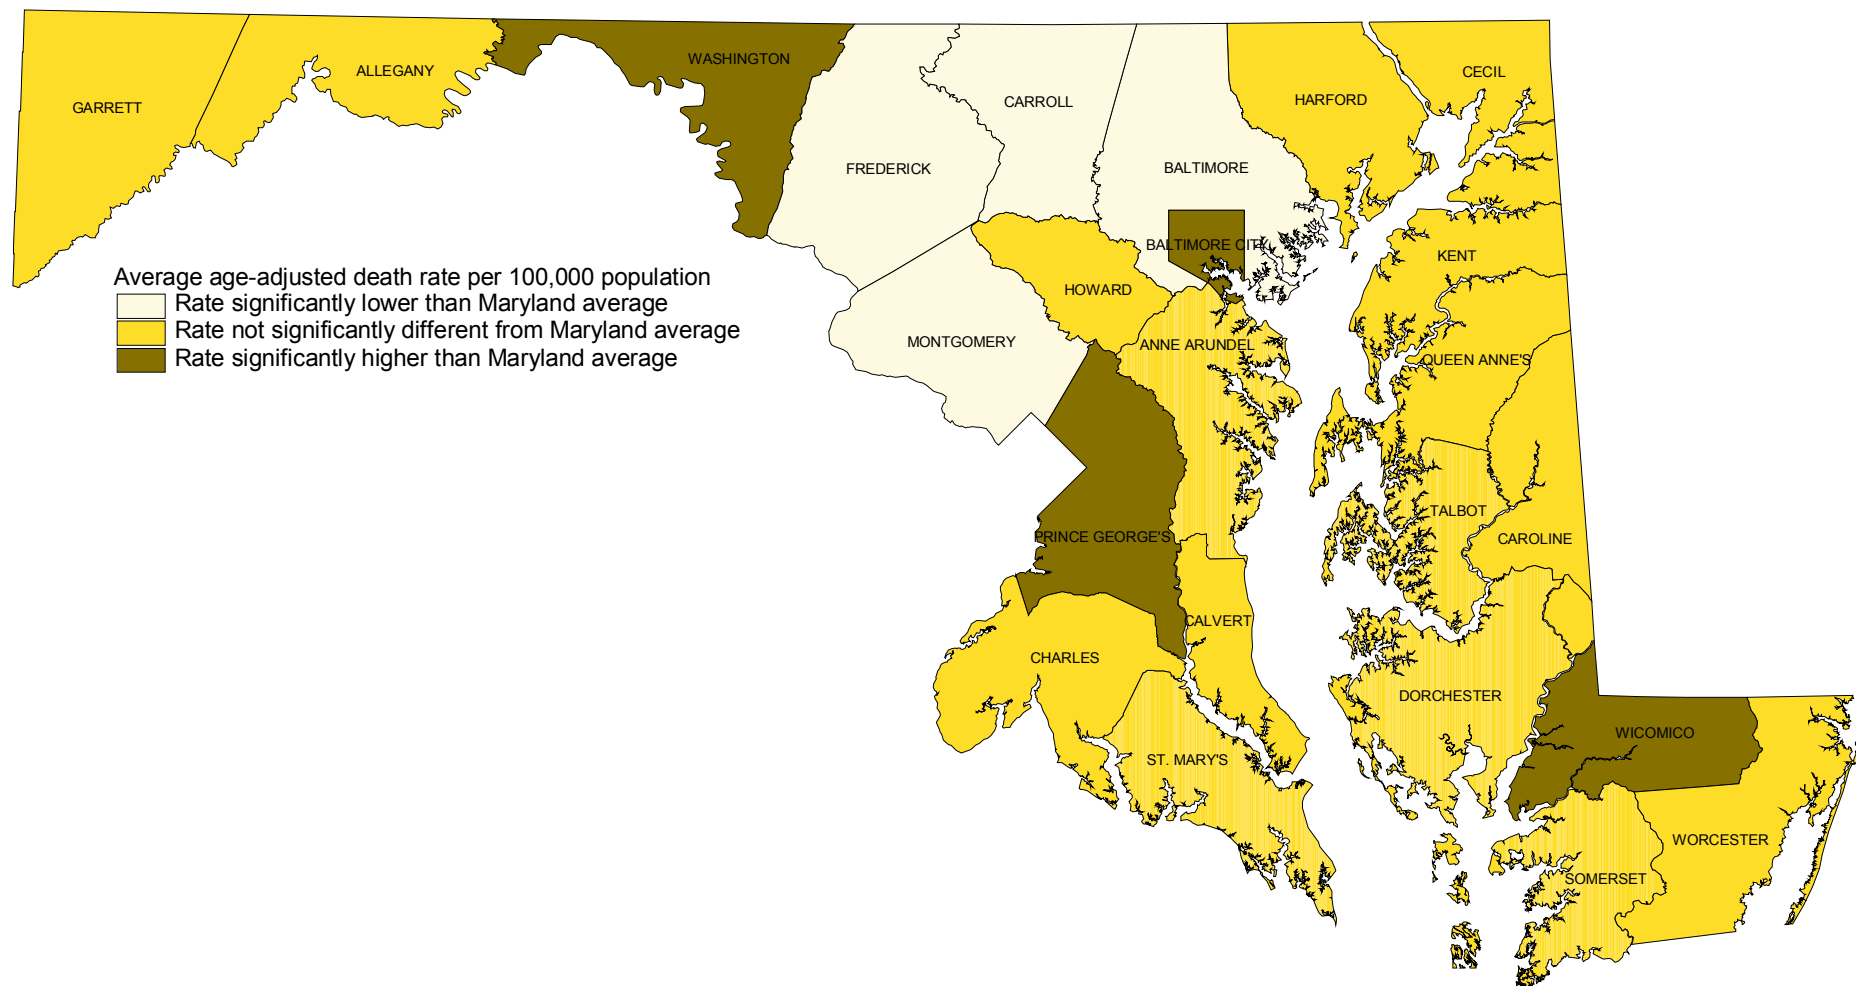 WASHINGTON
ALLEGANY
CECIL
GARRETT
CARROLL
HARFORD
FREDERICK
BALTIMORE
BALTIMORE CITY
KENT
Average age-adjusted death rate per 100,000 population
Rate significantly lower than Maryland average
Rate not significantly different from Maryland average
Rate significantly higher than Maryland average
HOWARD
MONTGOMERY
ANNE ARUNDEL
QUEEN ANNE'S
TALBOT
PRINCE GEORGE'S
CAROLINE
CALVERT
CHARLES
DORCHESTER
WICOMICO
ST. MARY'S
WORCESTER
SOMERSET